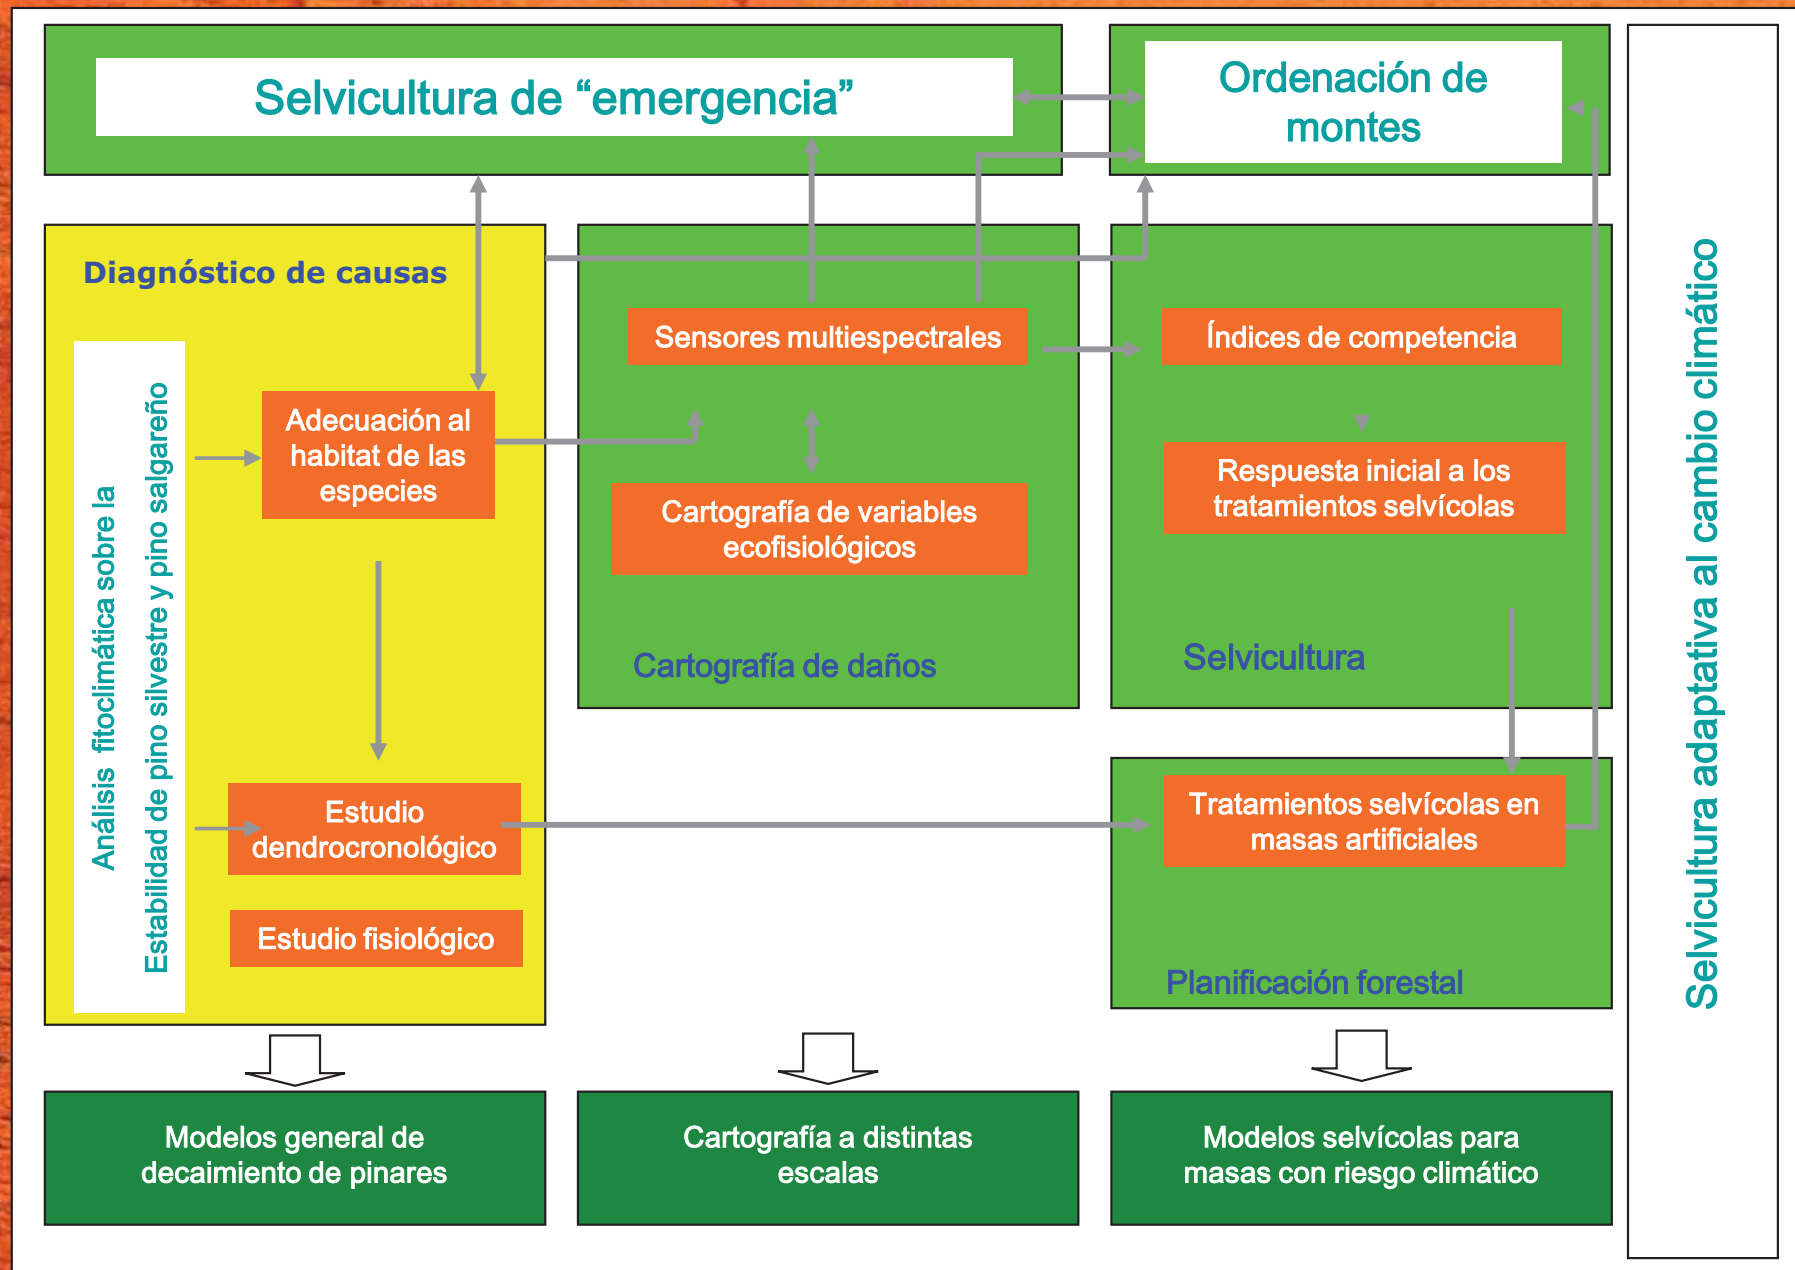 Selvicultura de “emergencia”
Ordenación de
montes
Diagnóstico de causas
Análisis fitoclimática sobre la
Estabilidad de pino silvestre y pino salgareño
Adecuación al
habitat de las
especies
Estudio
dendrocronológico
Estudio fisiológico
Sensores multiespectrales
Cartografía de variables
ecofisiológicos
Cartografía de daños
Índices de competencia
Respuesta inicial a los
tratamientos selvícolas
Selvicultura
Tratamientos selvícolas en
masas artificiales
Planificación forestal
Modelos general de
decaimiento de pinares
Cartografía a distintas
escalas
Modelos selvícolas para
masas con riesgo climático
Selvicultura adaptativa al cambio climático